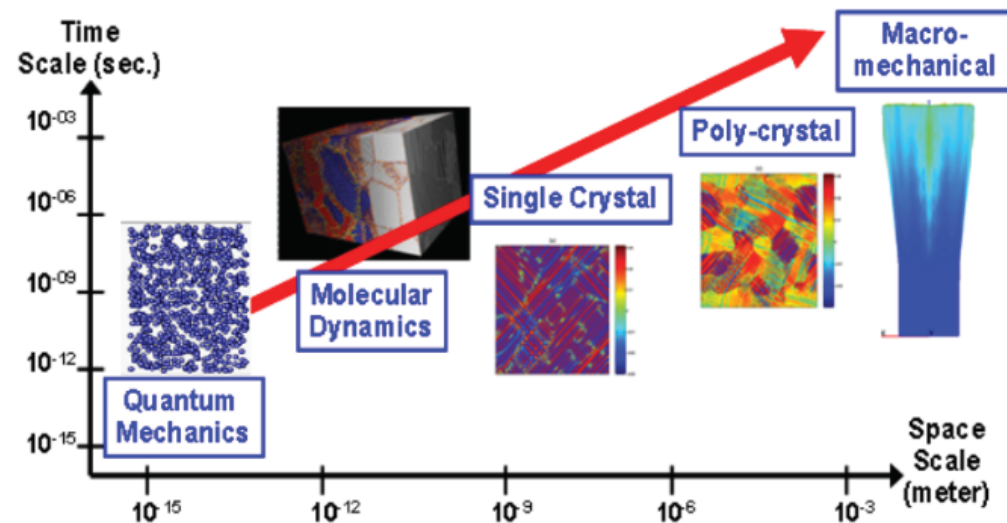 Time
Scale (sec.)
Macro-
mechanical
10-03
Poly-crystal
10-06
Single Crystal
10-09
Molecular
Dynamics
10-12
Quantum
Mechanics
10-15
Space
Scale
(meter)
10-15
10-12
10-9
10-6
10-3